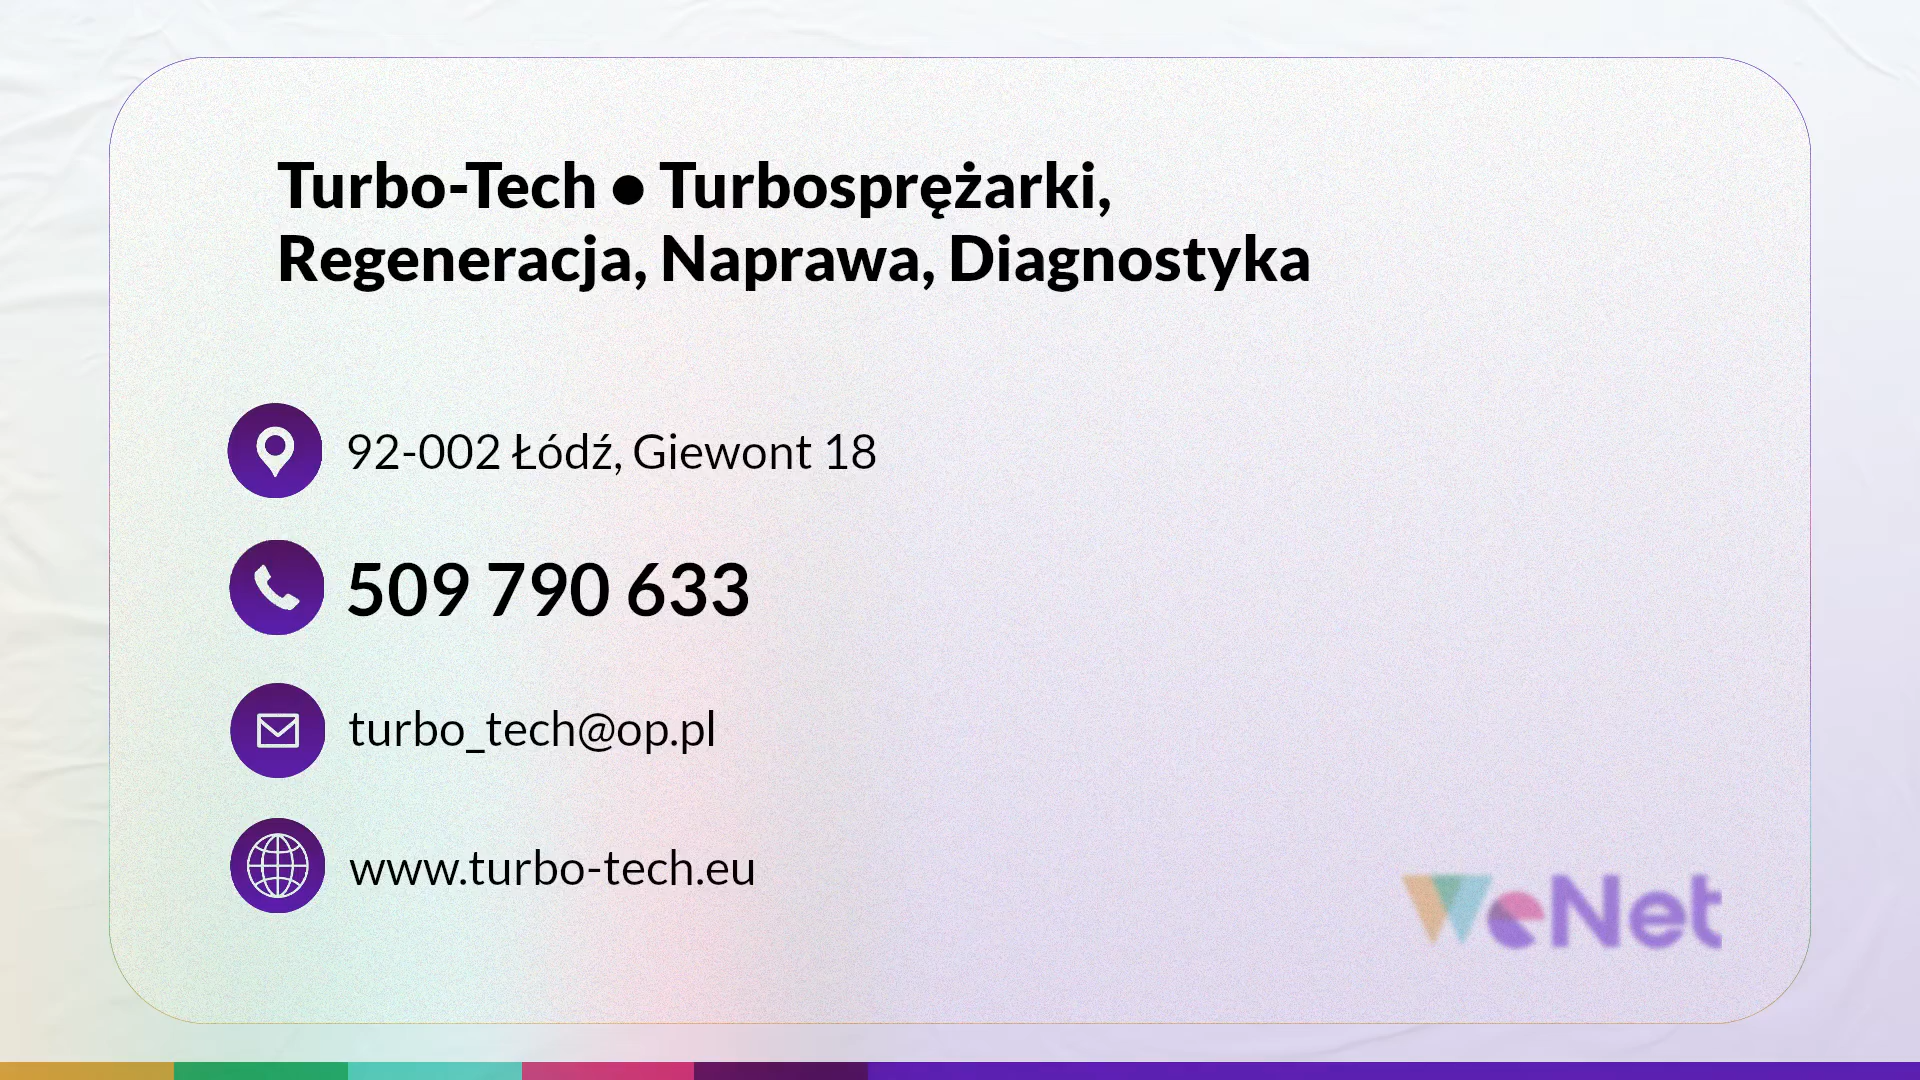 Turbo-Tech ● Turbosprężarki,
Regeneracja, Naprawa, Diagnostyka
92-002 Łódź, Giewont 18
509 790 633
turbo_tech@op.pl
www.turbo-tech.eu
WeNet